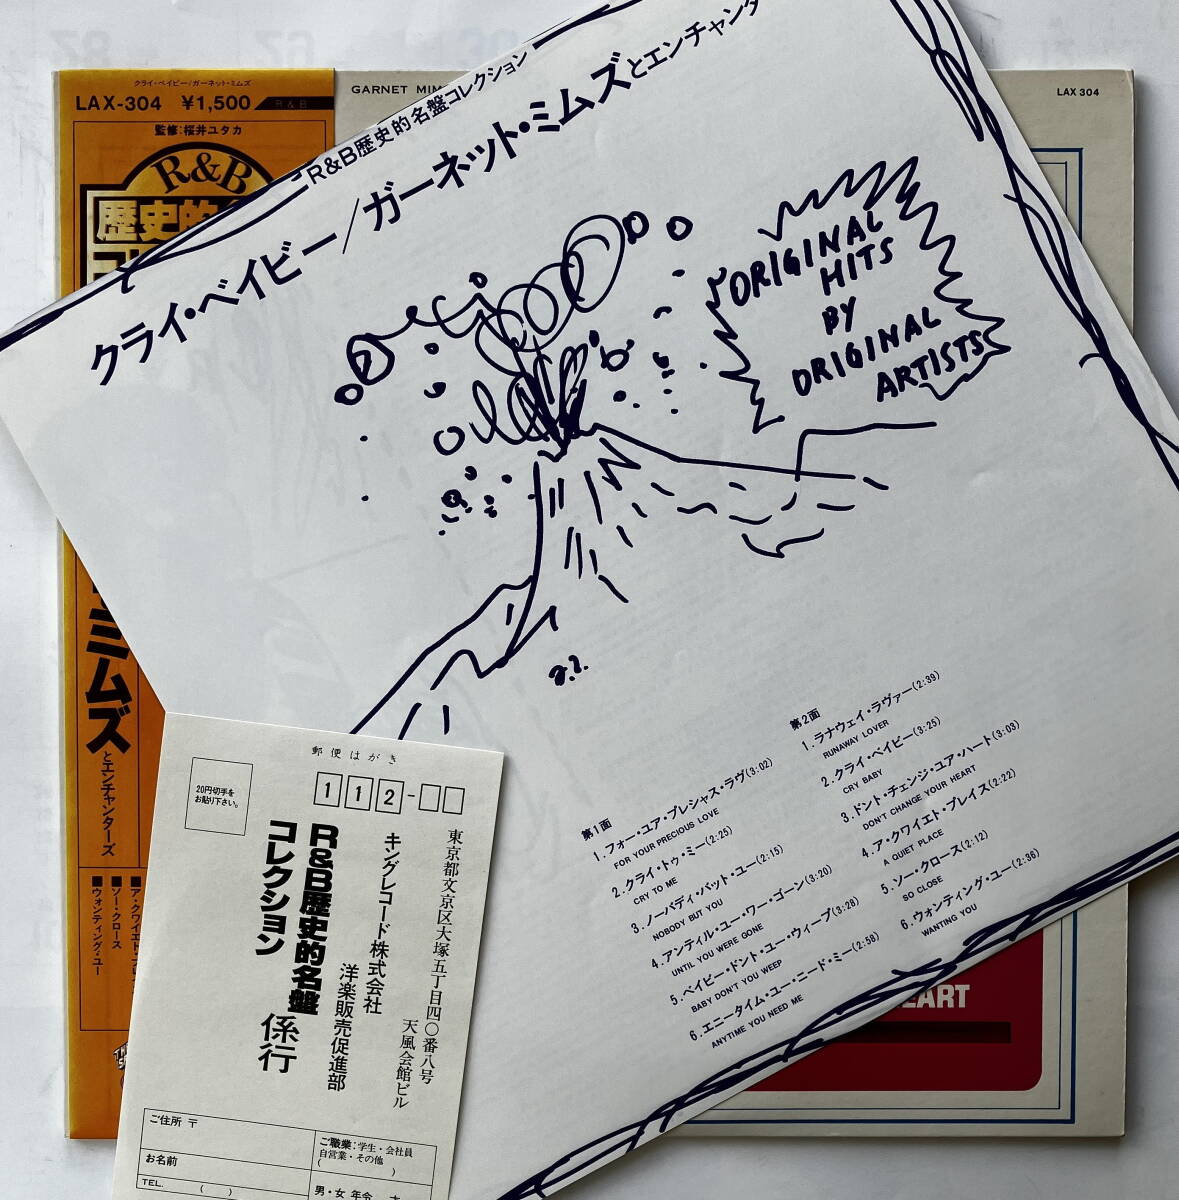 クライ・ベイビー/ガーネット・ミムズ
LAX-304 ¥1,500 R&B
監修:桜井ユタカ
R&B
歴史的
ミムズ
とエンチャンターズ
■ア・クワイエト・プレイ
■ソー・クロース
■ウォンティング・ユー
GARNET MIM
LAX 304
R&B歴史的名盤コレクション
クライ・ベイビー/ガーネット・ミムズとエンチャンタ
ORIGINAL
HITS
BY
ORIGINAL
ARTISTS
第1面
1. フォー・ユア・プレシャス・ラヴ(3:02)
FOR YOUR PRECIOUS LOVE
2. クライ・トゥ・ミー(2:25)
CRY TO ME
3. ノーバディ・バット・ユー(2:15)
NOBODY BUT YOU
4. アンティル・ユー・ワー・ゴーン(3:20)
UNTIL YOU WERE GONE
5. ベイビー・ドント・ユー・ウィープ(3:28)
BABY DON'T YOU WEEP
6. エニータイム・ユー・ニード・ミー(2:58)
ANYTIME YOU NEED ME
第2面
1. ラナウェイ・ラヴァー(2:39)
RUNAWAY LOVER
2. クライ・ベイビー(3:25)
CRY BABY
3. ドント・チェンジ・ユア・ハート(3:03)
DON'T CHANGE YOUR HEART
4. ア・クワイエト・プレイス(2:22)
A QUIET PLACE
5. ソー・クロース(2:12)
SO CLOSE
6. ウォンティング・ユー(2:36)
WANTING YOU
EART
郵便はがき
20円切手を
お貼り下さい。
112-
東京都文京区大塚五丁目四〇番八号
天風会館ビル
キングレコード株式会社
洋楽販売促進部
R&B歴史的名盤
コレクション 係行
ご住所 〒
お名前
TEL. ( )
ご職業:学生・会社員
自営業・その他
( )
男・女 年令 才